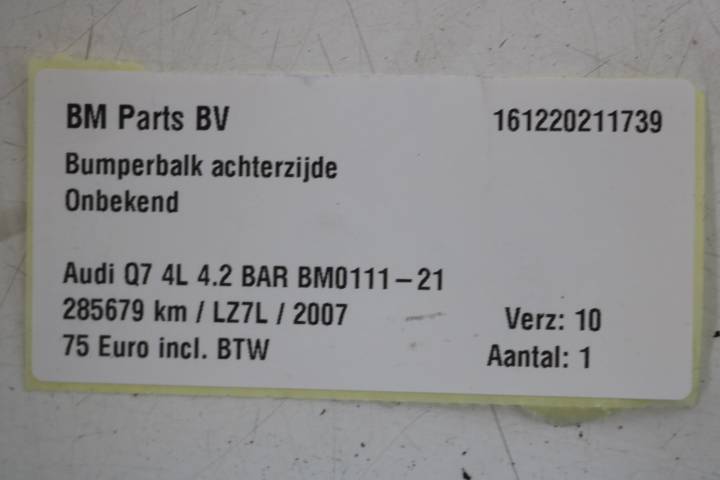 BM Parts BV 161220211739
Bumperbalk achterzijde
Onbekend
Audi Q7 4L 4.2 BAR BM0111-21
285679 km / LZ7L / 2007 Verz: 10
75 Euro incl. BTW Aantal: 1